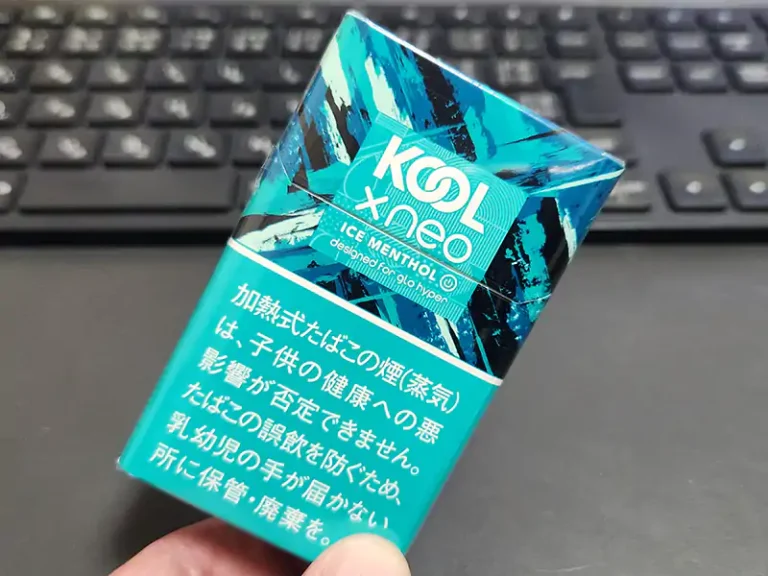 KOOL
×neo
ICE MENTHOL
designed for glo hyper
加熱式たばこの煙(蒸気)
は、子供の健康への悪
影響が否定できません。
たばこの誤飲を防ぐため、
乳幼児の手が届かない
所に保管・廃棄を。